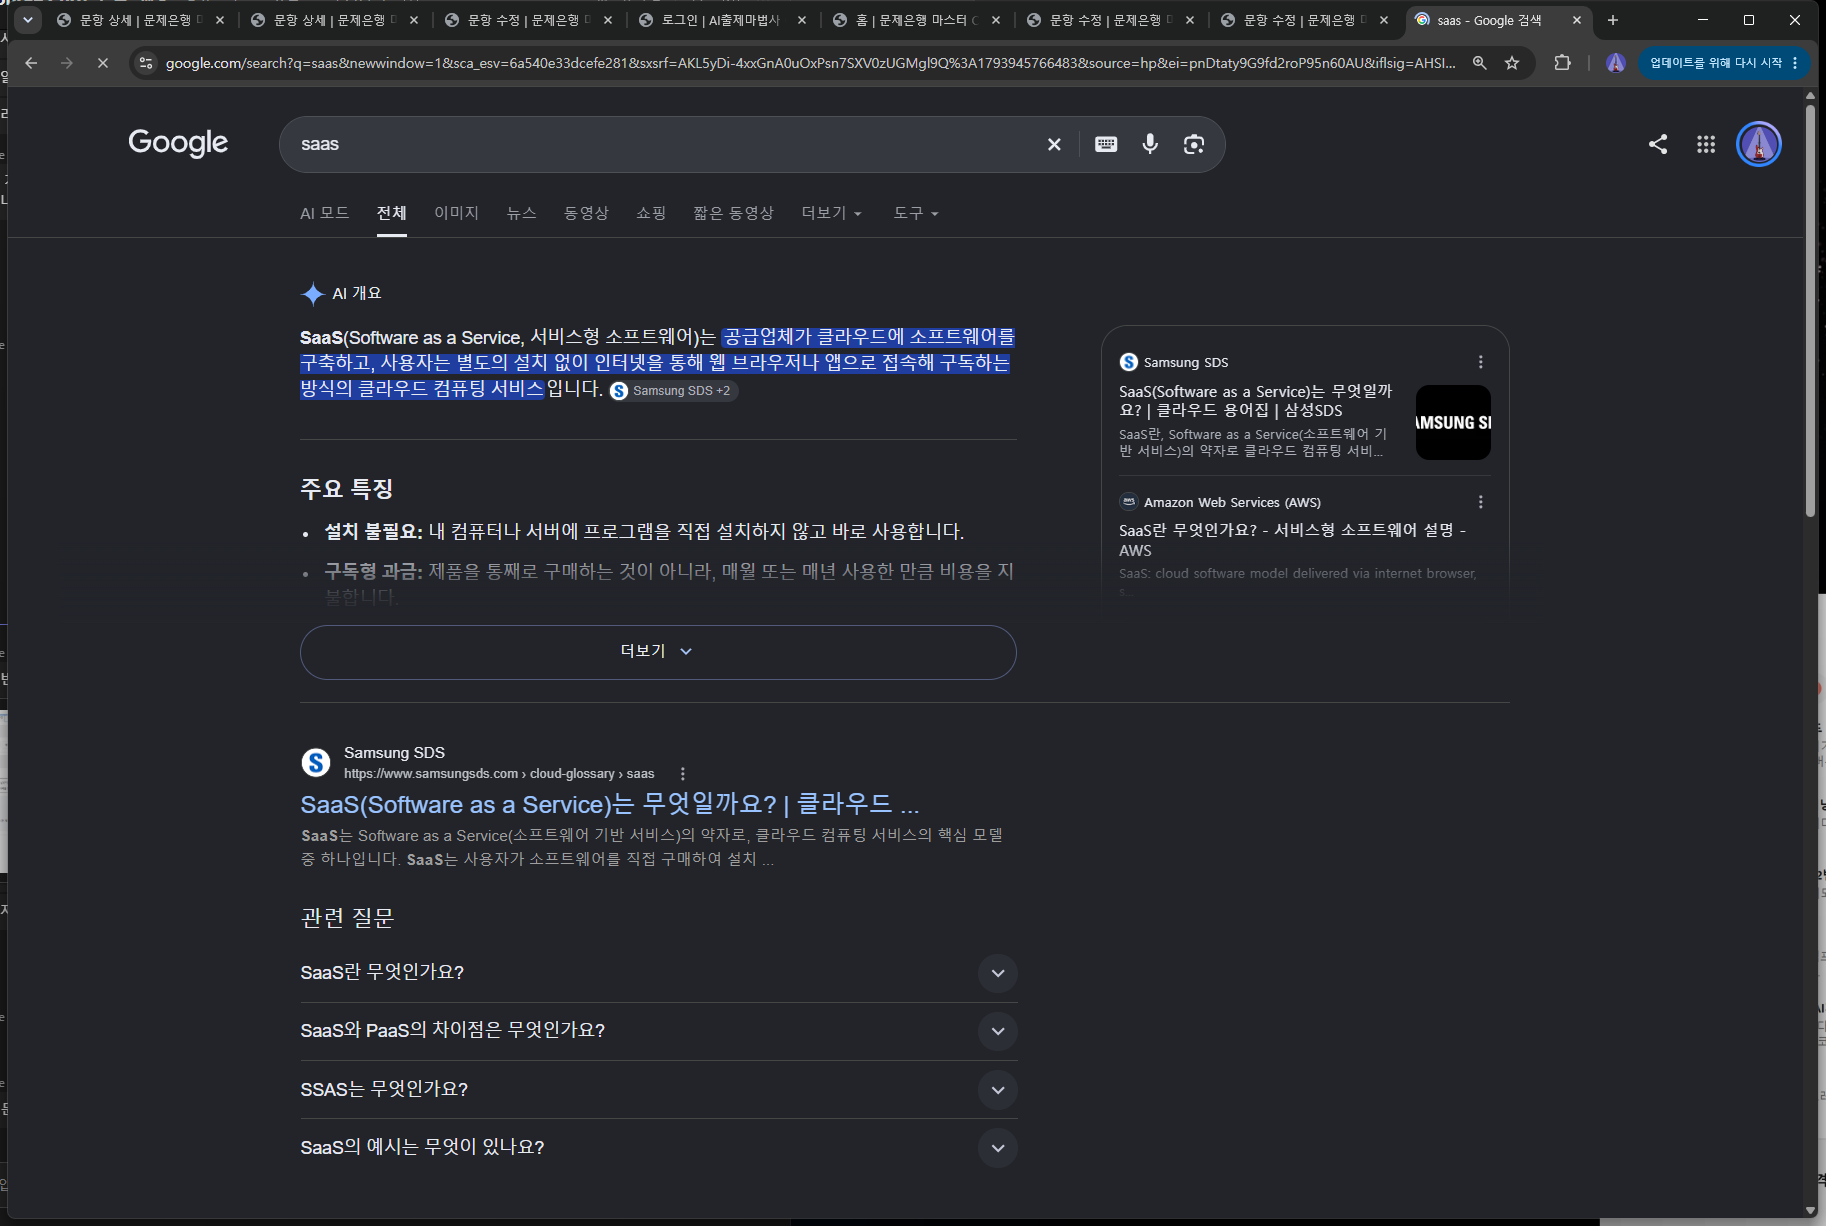 문항 상세 | 문제은행
문항 상세 | 문제은행
문항 수정 | 문제은행
로그인 | AI출제마법사
홈 | 문제은행 마스터
문항 수정 | 문제은행
문항 수정 | 문제은행
saas - Google 검색
google.com/search?q=saas&newwindow=1&sca_esv=6a540e33dcefe281&sxsrf=AKL5yDi-4xxGnA0uOxPsn7SXV0zUGMgl9Q%3A1793945766483&source=hp&ei=pnDtaty9G9fd2roP95n60AU&iflsig=AHSI...
업데이트를 위해 다시 시작
Google
saas
AI 모드
전체
이미지
뉴스
동영상
쇼핑
짧은 동영상
더보기
도구
AI 개요
SaaS(Software as a Service, 서비스형 소프트웨어)는 공급업체가 클라우드에 소프트웨어를
구축하고, 사용자는 별도의 설치 없이 인터넷을 통해 웹 브라우저나 앱으로 접속해 구독하는
방식의 클라우드 컴퓨팅 서비스입니다. Samsung SDS +2
주요 특징
• 설치 불필요: 내 컴퓨터나 서버에 프로그램을 직접 설치하지 않고 바로 사용합니다.
• 구독형 과금: 제품을 통째로 구매하는 것이 아니라, 매월 또는 매년 사용한 만큼 비용을 지
불합니다.
더보기
Samsung SDS
SaaS(Software as a Service)는 무엇일까
요? | 클라우드 용어집 | 삼성SDS
SaaS란, Software as a Service(소프트웨어 기
반 서비스)의 약자로 클라우드 컴퓨팅 서비...
AMSUNG S
aws
Amazon Web Services (AWS)
SaaS란 무엇인가요? - 서비스형 소프트웨어 설명 -
AWS
SaaS: cloud software model delivered via internet browser,
s...
Samsung SDS
https://www.samsungsds.com › cloud-glossary › saas
SaaS(Software as a Service)는 무엇일까요? | 클라우드 ...
SaaS는 Software as a Service(소프트웨어 기반 서비스)의 약자로, 클라우드 컴퓨팅 서비스의 핵심 모델
중 하나입니다. SaaS는 사용자가 소프트웨어를 직접 구매하여 설치 ...
관련 질문
SaaS란 무엇인가요?
SaaS와 PaaS의 차이점은 무엇인가요?
SSAS는 무엇인가요?
SaaS의 예시는 무엇이 있나요?